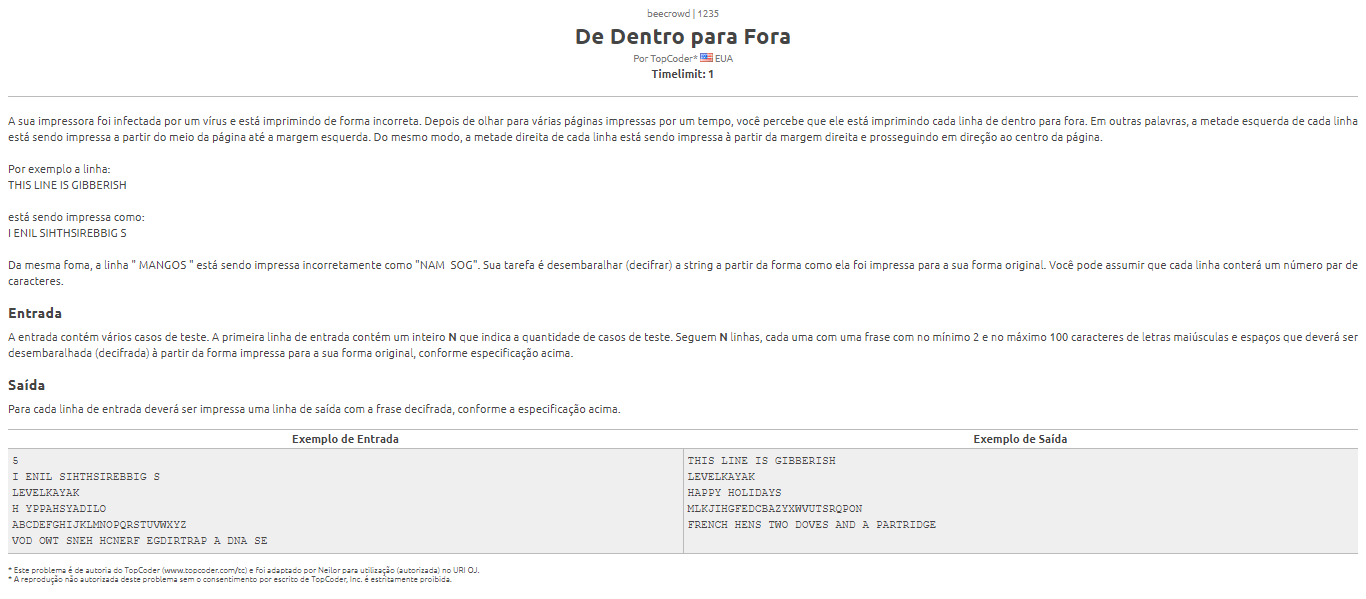 beecrowd | 1235
De Dentro para Fora
Por TopCoder* EUA
Timelimit: 1
A sua impressora foi infectada por um vírus e está imprimindo de forma incorreta. Depois de olhar para várias páginas impressas por um tempo, você percebe que ele está imprimindo cada linha de dentro para fora. Em outras palavras, a metade esquerda de cada linha
está sendo impressa a partir do meio da página até a margem esquerda. Do mesmo modo, a metade direita de cada linha está sendo impressa à partir da margem direita e prosseguindo em direção ao centro da página.
Por exemplo a linha:
THIS LINE IS GIBBERISH
está sendo impressa como:
I ENIL SIHTHSIREBBIG S
Da mesma foma, a linha " MANGOS " está sendo impressa incorretamente como "NAM  SOG". Sua tarefa é desembaralhar (decifrar) a string a partir da forma como ela foi impressa para a sua forma original. Você pode assumir que cada linha conterá um número par de
caracteres.
Entrada
A entrada contém vários casos de teste. A primeira linha de entrada contém um inteiro N que indica a quantidade de casos de teste. Seguem N linhas, cada uma com uma frase com no mínimo 2 e no máximo 100 caracteres de letras maiúsculas e espaços que deverá ser
desembaralhada (decifrada) à partir da forma impressa para a sua forma original, conforme especificação acima.
Saída
Para cada linha de entrada deverá ser impressa uma linha de saída com a frase decifrada, conforme a especificação acima.
Exemplo de Entrada
5
I ENIL SIHTHSIREBBIG S
LEVELKAYAK
H YPPAHSYADILO
ABCDEFGHIJKLMNOPQRSTUVWXYZ
VOD OWT SNEH HCNERF EGDIRTRAP A DNA SE
Exemplo de Saída
THIS LINE IS GIBBERISH
LEVELKAYAK
HAPPY HOLIDAYS
MLKJIHGFEDCBAZYXWVUTSRQPON
FRENCH HENS TWO DOVES AND A PARTRIDGE
* Este problema é de autoria do TopCoder (www.topcoder.com/tc) e foi adaptado por Neilor para utilização (autorizada) no URI OJ.
* A reprodução não autorizada deste problema sem o consentimento por escrito de TopCoder, Inc. é estritamente proibida.